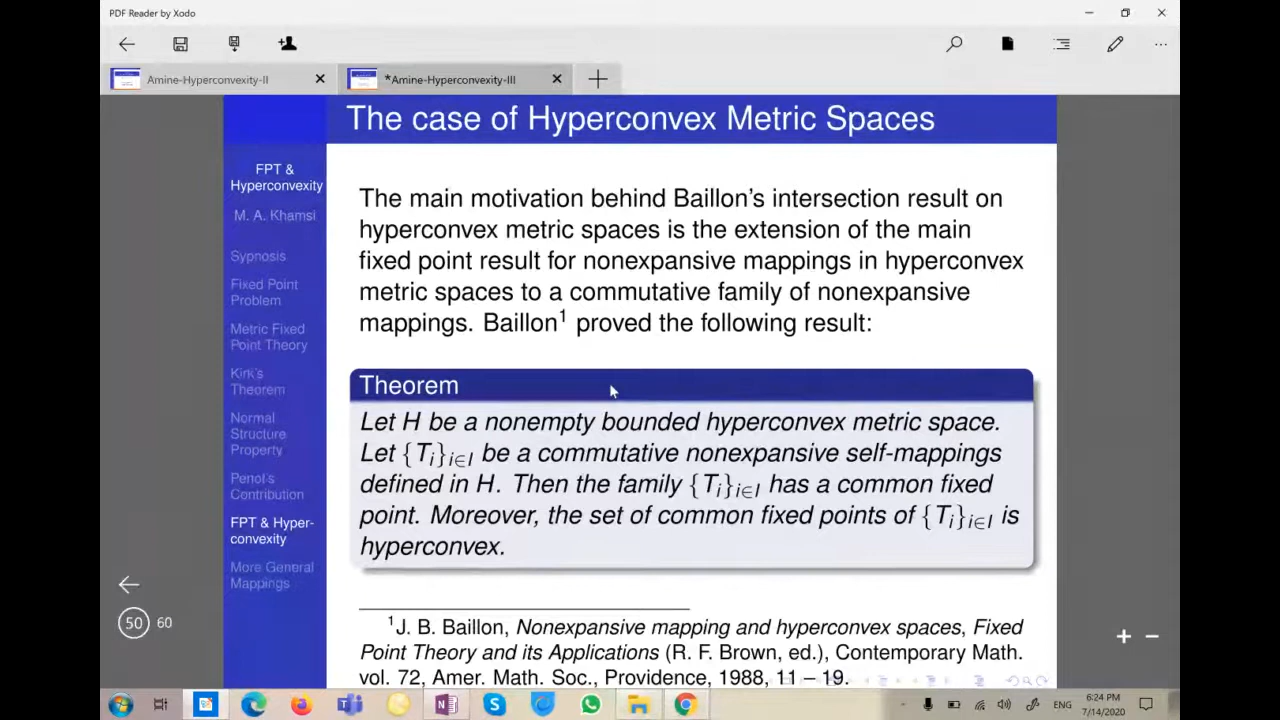 PDF Reader by Xodo
Amine-Hyperconvexity-II
*Amine-Hyperconvexity-III
The case of Hyperconvex Metric Spaces
FPT &
Hyperconvexity
M. A. Khamsi
Sypnosis
Fixed Point
Problem
Metric Fixed
Point Theory
Kirk's
Theorem
Normal
Structure
Property
Penot's
Contribution
FPT & Hyper-
convexity
More General
Mappings
The main motivation behind Baillon's intersection result on
hyperconvex metric spaces is the extension of the main
fixed point result for nonexpansive mappings in hyperconvex
metric spaces to a commutative family of nonexpansive
mappings. Baillon¹ proved the following result:
Theorem
Let H be a nonempty bounded hyperconvex metric space.
Let {Tᵢ}ᵢ∈I be a commutative nonexpansive self-mappings
defined in H. Then the family {Tᵢ}ᵢ∈I has a common fixed
point. Moreover, the set of common fixed points of {Tᵢ}ᵢ∈I is
hyperconvex.
¹J. B. Baillon, Nonexpansive mapping and hyperconvex spaces, Fixed
Point Theory and its Applications (R. F. Brown, ed.), Contemporary Math.
vol. 72, Amer. Math. Soc., Providence, 1988, 11 – 19.
50 60
ENG
6:24 PM
7/14/2020